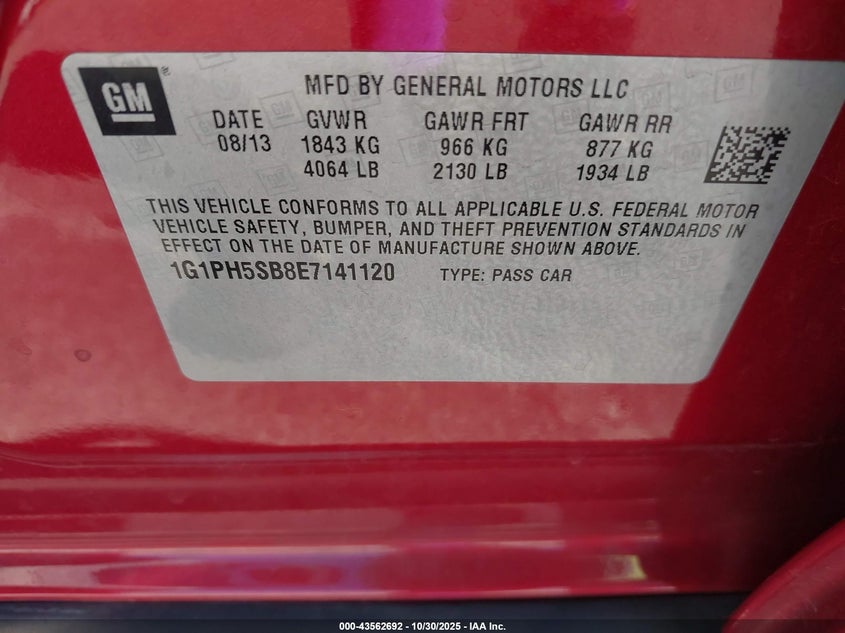 GM
MFD BY GENERAL MOTORS LLC
DATE GVWR GAWR FRT GAWR RR
08/13 1843 KG 966 KG 877 KG
4064 LB 2130 LB 1934 LB
THIS VEHICLE CONFORMS TO ALL APPLICABLE U.S. FEDERAL MOTOR
VEHICLE SAFETY, BUMPER, AND THEFT PREVENTION STANDARDS IN
EFFECT ON THE DATE OF MANUFACTURE SHOWN ABOVE.
1G1PH5SB8E7141120 TYPE: PASS CAR
000-43562692 - 10/30/2025 - IAA Inc.